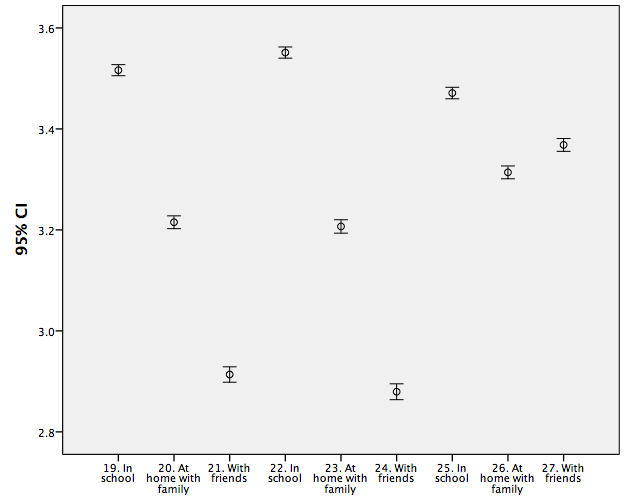 3.6
3.4
3.2
3.0
2.8
95% CI
19. In
school
20. At
home with
family
21. With
friends
22. In
school
23. At
home with
family
24. With
friends
25. In
school
26. At
home with
family
27. With
friends